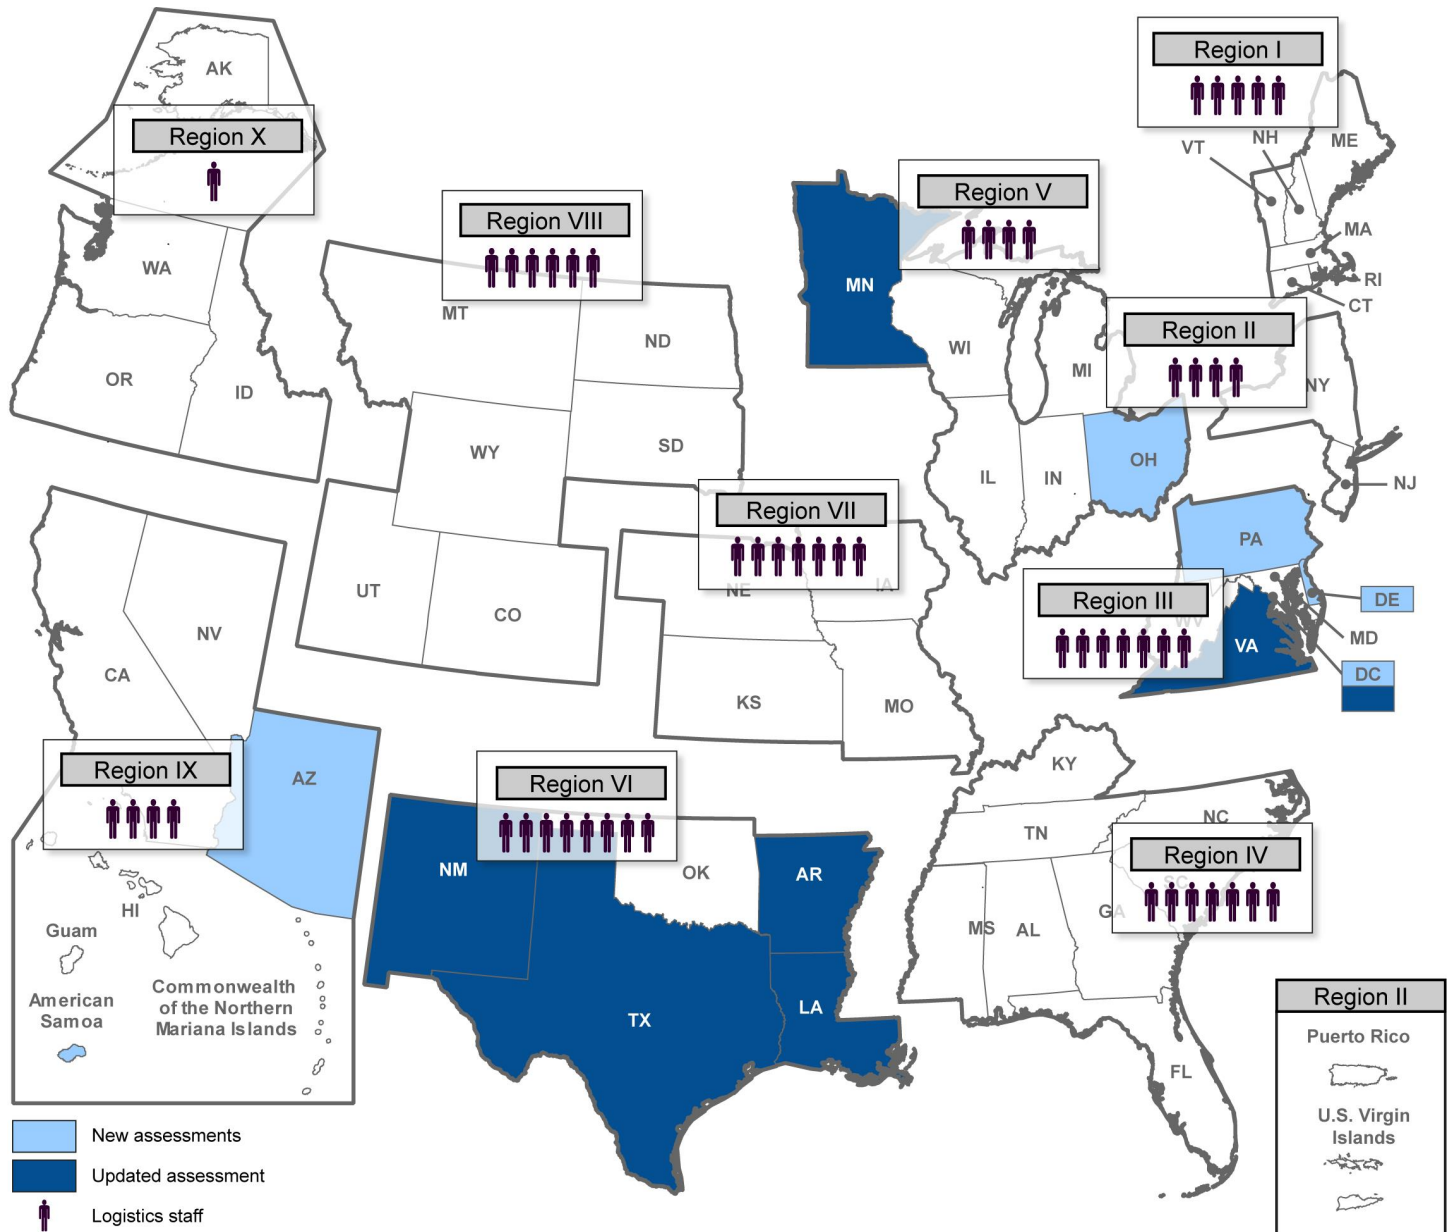 Region I
AK
Region X
NH
VT
ME
Region V
Region VIII
MA
WA
MN
RI
CT
MT
Region II
ND
WI
MI
OR
ID
NY
SD
WY
OH
IL
IN
NJ
Region VII
PA
UT
NE
IA
Region III
DE
CO
WV
NV
MD
VA
CA
DC
KS
MO
KY
Region IX
AZ
Region VI
NC
TN
Region IV
NM
OK
AR
SC
HI
GA
MS
AL
Guam
Commonwealth
of the Northern
Mariana Islands
American
Samoa
Region II
LA
TX
Puerto Rico
FL
U.S. Virgin
Islands
New assessments
Updated assessment
Logistics staff